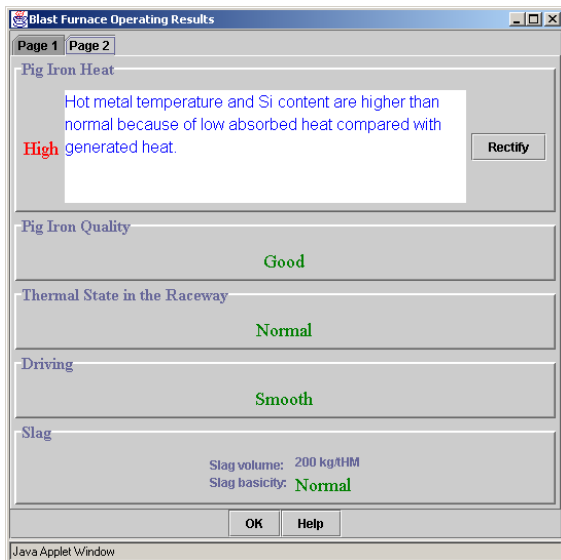 Blast Furnace Operating Results
Page 1 Page 2
Pig Iron Heat
Hot metal temperature and Si content are higher than
normal because of low absorbed heat compared with
High generated heat. Rectify
Pig Iron Quality
Good
Thermal State in the Raceway
Normal
Driving
Smooth
Slag
Slag volume: 200 kg/tHM
Slag basicity: Normal
OK Help
Java Applet Window